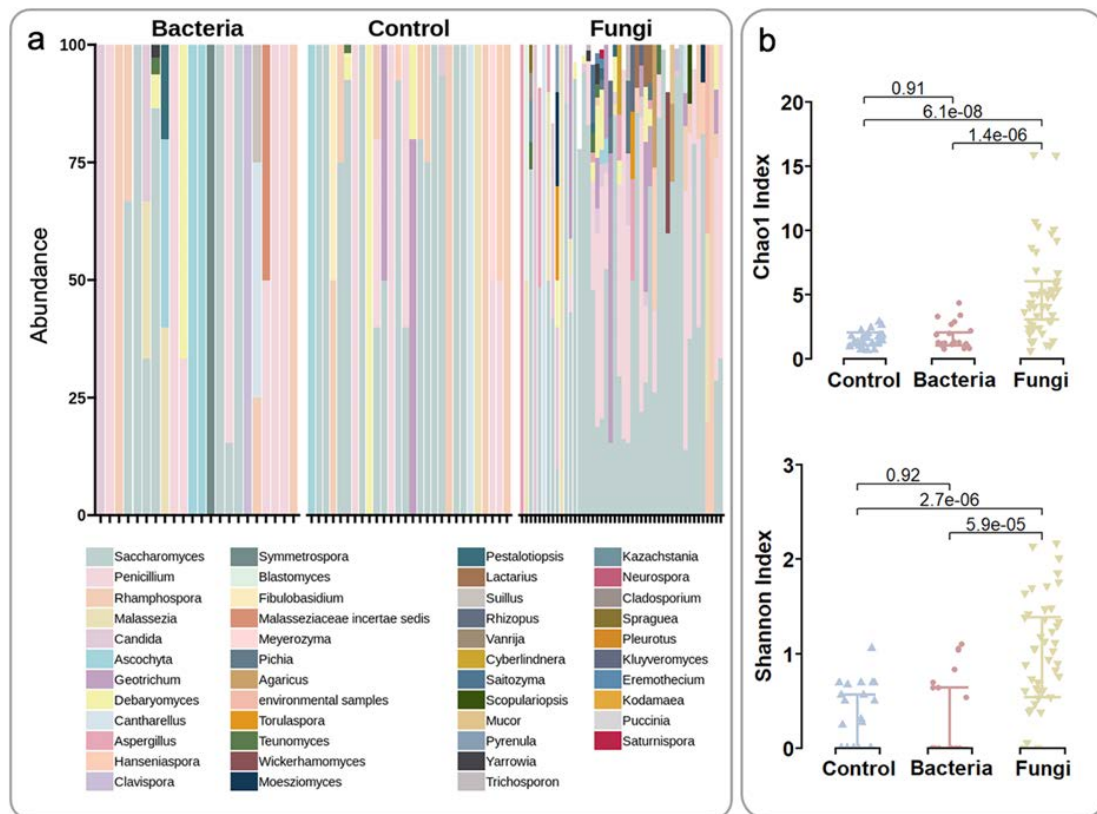 a
Bacteria
Control
Fungi
Abundance
100
75
50
25
0
Saccharomyces
Penicillium
Rhamphospora
Malassezia
Candida
Ascochyta
Geotrichum
Debaryomyces
Cantharellus
Aspergillus
Hanseniaspora
Clavispora
Symmetrospora
Blastomyces
Fibulobasidium
Malasseziaceae incertae sedis
Meyerozyma
Pichia
Agaricus
environmental samples
Torulaspora
Teunomyces
Wickerhamomyces
Moesziomyces
Pestalotiopsis
Lactarius
Suillus
Rhizopus
Vanrija
Cyberlindnera
Saitozyma
Scopulariopsis
Mucor
Pyrenula
Yarrowia
Trichosporon
Kazachstania
Neurospora
Cladosporium
Spraguea
Pleurotus
Kluyveromyces
Eremothecium
Kodamaea
Puccinia
Saturnispora
b
Chao1 Index
20
15
10
5
0
0.91
6.1e-08
1.4e-06
Control Bacteria Fungi
Shannon Index
3
2
1
0
0.92
2.7e-06
5.9e-05
Control Bacteria Fungi